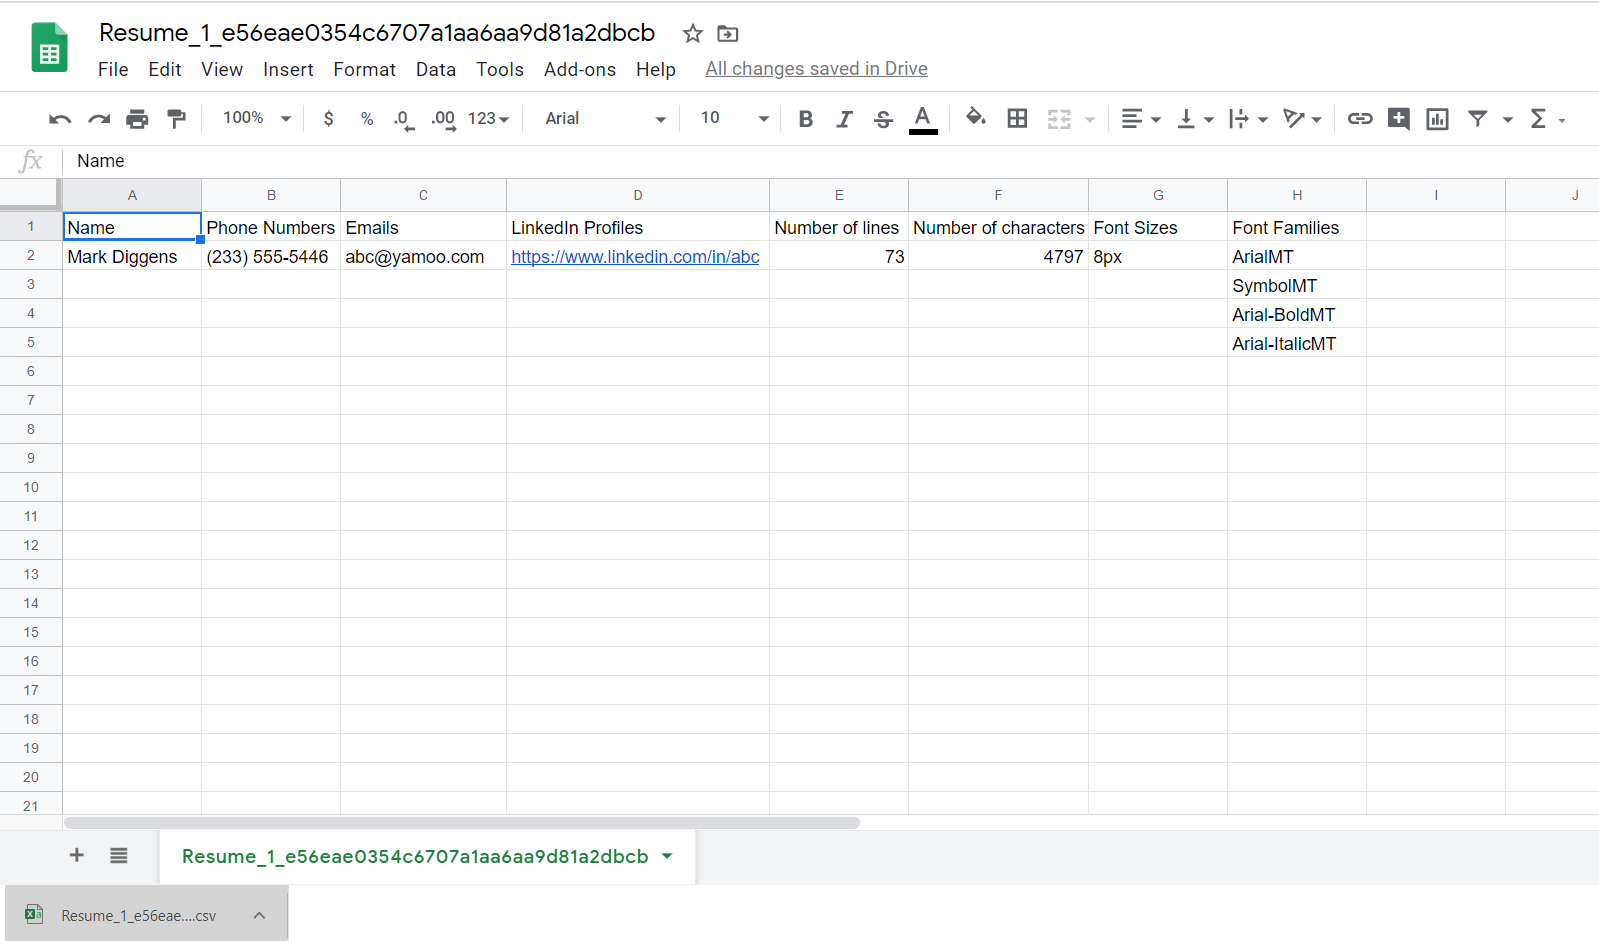 Resume_1_e56eae0354c6707a1aa6aa9d81a2dbcb
File Edit View Insert Format Data Tools Add-ons Help All changes saved in Drive
100% $ % .0 .00 123 Arial 10 B I S A Σ
fx Name
A B C D E F G H I J
1 Name Phone Numbers Emails LinkedIn Profiles Number of lines Number of characters Font Sizes Font Families
2 Mark Diggens (233) 555-5446 abc@yamoo.com https://www.linkedin.com/in/abc 73 4797 8px ArialMT
3 SymbolMT
4 Arial-BoldMT
5 Arial-ItalicMT
6
7
8
9
10
11
12
13
14
15
16
17
18
19
20
21
Resume_1_e56eae0354c6707a1aa6aa9d81a2dbcb
Resume_1_e56eae....csv